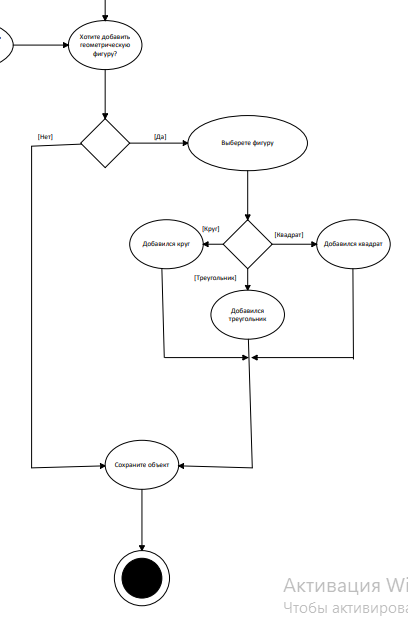 Хотите добавить
геометрическую
фигуру?
[Нет]
[Да]
Выберете фигуру
[Круг]
[Квадрат]
Добавился круг
Добавился квадрат
[Треугольник]
Добавился
треугольник
Сохраните объект
Активация Wi
Чтобы активирова